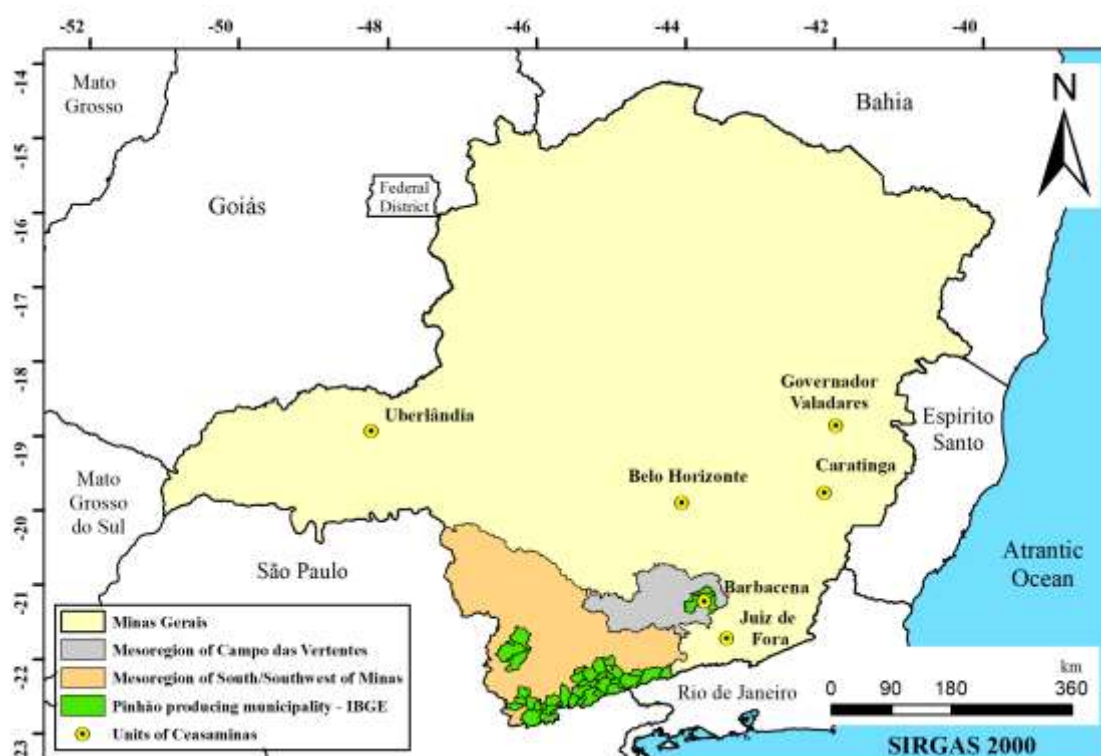 -52
-50
-48
-46
-44
-42
-40
-14
-15
-16
-17
-18
-19
-20
-21
-22
-23
Mato
Grosso
Bahia
N
Federal
District
Goiás
Governador
Valadares
Uberlândia
Espírito
Santo
Belo Horizonte
Caratinga
Mato
Grosso
do Sul
São Paulo
Atrantic
Ocean
Barbacena
Juiz de
Fora
Rio de Janeiro
Minas Gerais
Mesoregion of Campo das Vertentes
Mesoregion of South/Southwest of Minas
Pinhão producing municipality - IBGE
Units of Ceasaminas
km
0 90 180 360
SIRGAS 2000